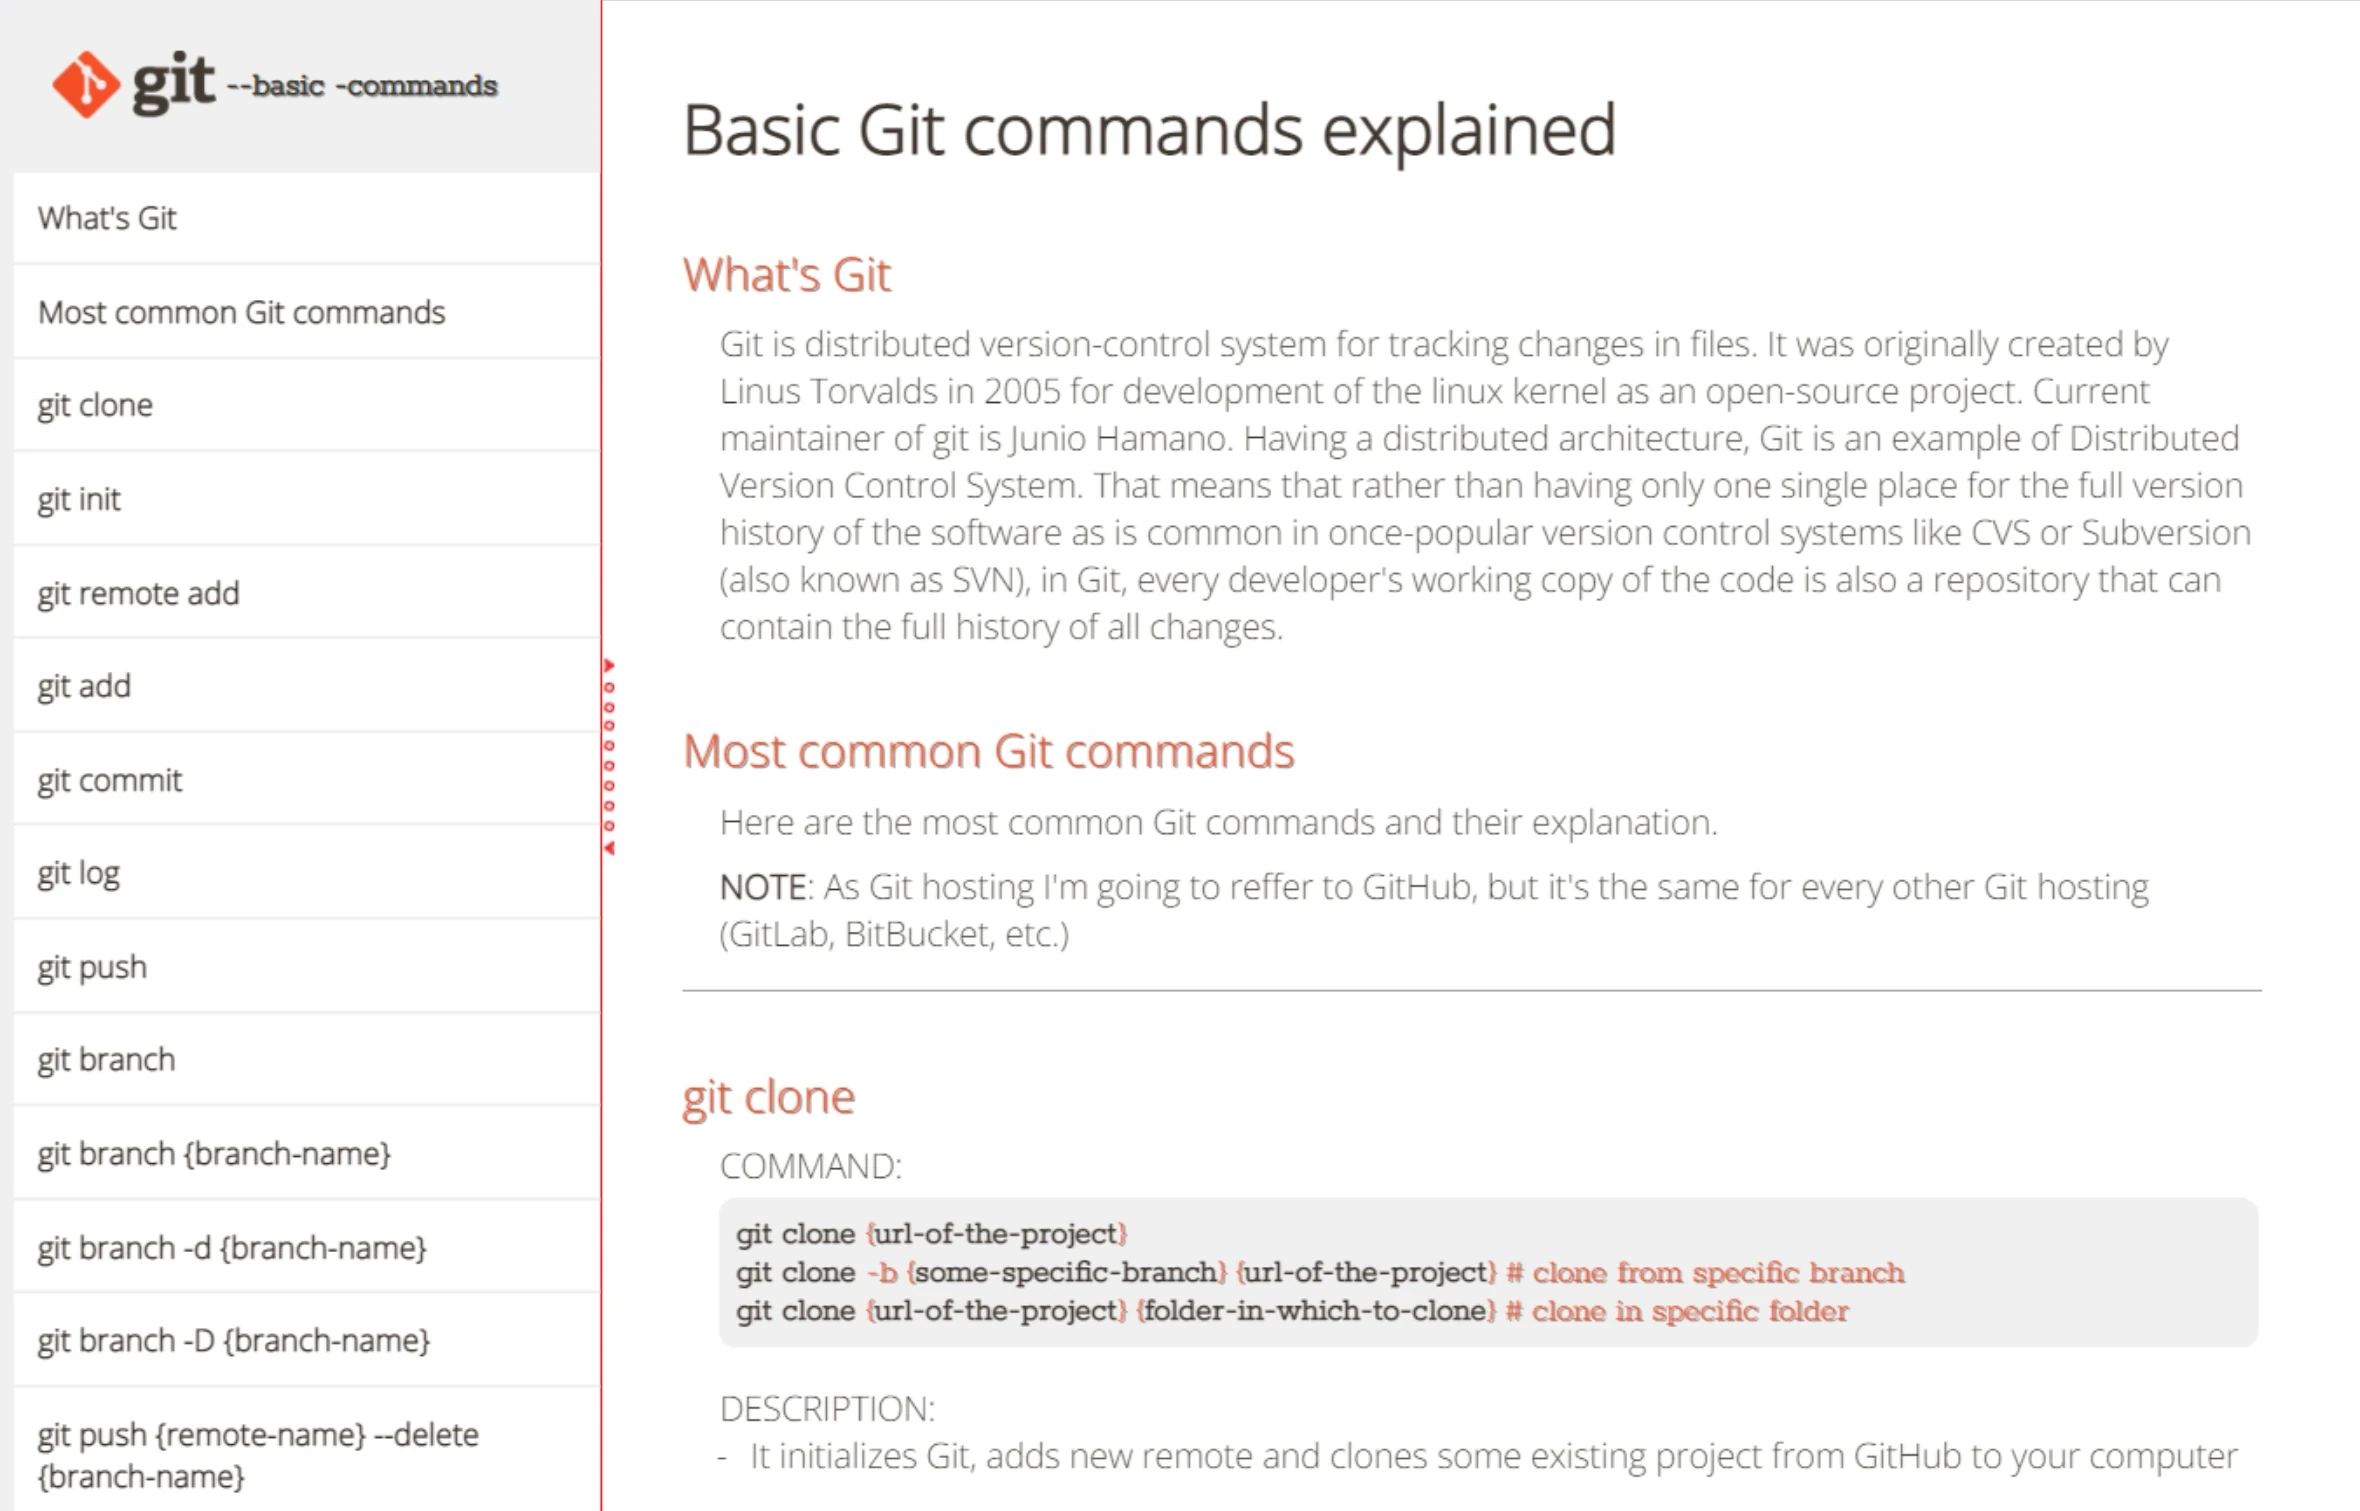 git --basic -commands
What's Git
Most common Git commands
git clone
git init
git remote add
git add
git commit
git log
git push
git branch
git branch {branch-name}
git branch -d {branch-name}
git branch -D {branch-name}
git push {remote-name} --delete
{branch-name}
Basic Git commands explained
What's Git
Git is distributed version-control system for tracking changes in files. It was originally created by
Linus Torvalds in 2005 for development of the linux kernel as an open-source project. Current
maintainer of git is Junio Hamano. Having a distributed architecture, Git is an example of Distributed
Version Control System. That means that rather than having only one single place for the full version
history of the software as is common in once-popular version control systems like CVS or Subversion
(also known as SVN), in Git, every developer's working copy of the code is also a repository that can
contain the full history of all changes.
Most common Git commands
Here are the most common Git commands and their explanation.
NOTE: As Git hosting I'm going to reffer to GitHub, but it's the same for every other Git hosting
(GitLab, BitBucket, etc.)
git clone
COMMAND:
git clone {url-of-the-project}
git clone -b {some-specific-branch} {url-of-the-project} # clone from specific branch
git clone {url-of-the-project} {folder-in-which-to-clone} # clone in specific folder
DESCRIPTION:
- It initializes Git, adds new remote and clones some existing project from GitHub to your computer